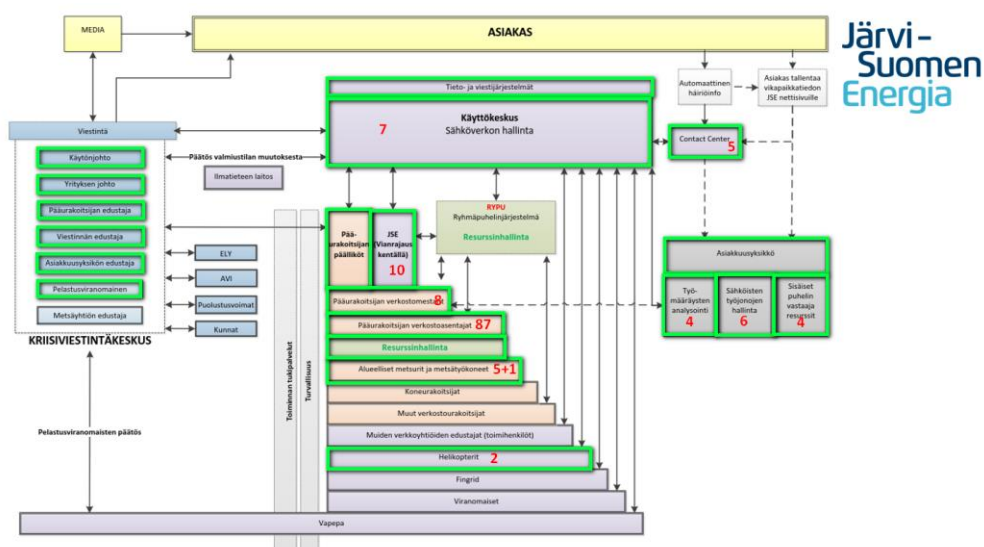 MEDIA
ASIAKAS
Järvi-
Suomen
Energia
Automaattinen
häiriöinfo
Asiakas tallentaa
vikapaikkatiedon
JSE nettisivuille
Tieto- ja viestijärjestelmät
Käyttökeskus
7
Sähköverkon hallinta
Contact Center
5
Viestintä
Päätös valmiustilan muutoksesta
Ilmatieteen laitos
Käytönjohto
Yrityksen johto
Pääurakoitsijan edustaja
Viestinnän edustaja
Asiakkuusyksikön edustaja
Pelastusviranomainen
Metsäyhtiön edustaja
KRIISIVIESTINTÄKESKUS
ELY
AVI
Puolustusvoimat
Kunnat
Pelastusviranomaisten päätös
Toiminnan tukipalvelut
Turvallisuus
Pää-
urakoitsijan
päälliköt
JSE
(Vianrajaus
kentällä)
10
RYPU
Ryhmäpuhelinjärjestelmä
Resurssinhallinta
Pääurakoitsijan verkostomestarit
8
Pääurakoitsijan verkostoasentajat 87
Resurssinhallinta
Alueelliset metsurit ja metsätyökoneet 5+1
Koneurakoitsijat
Muut verkostourakoitsijat
Muiden verkkoyhtiöiden edustajat (toimihenkilöt)
Helikopterit 2
Fingrid
Viranomaiset
Vapepa
Asiakkuusyksikkö
Työ-
määräysten
analysointi
4
Sähköisten
työjonojen
hallinta
6
Sisäiset
puhelin
vastaaja
resurssit
4